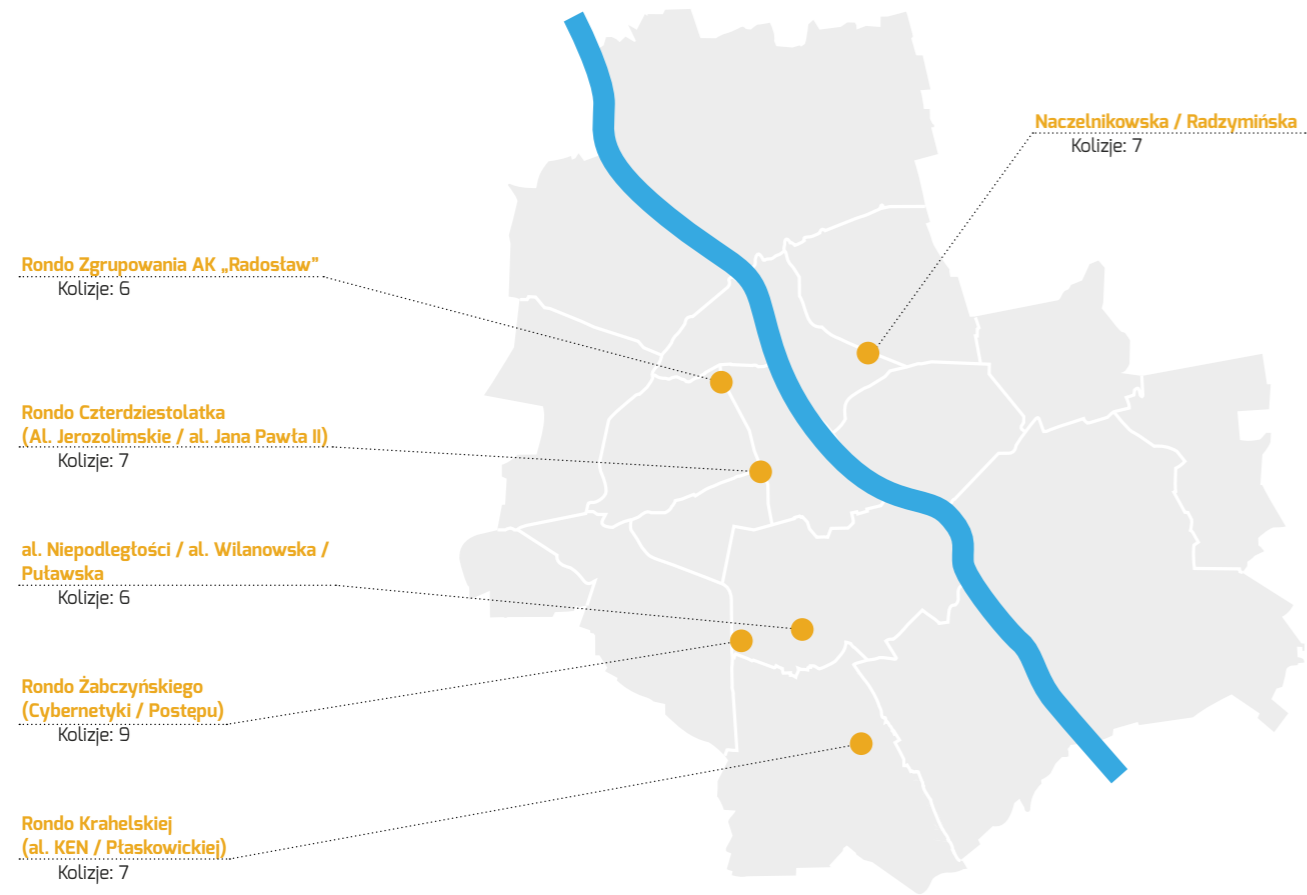 Naczelnikowska / Radzymińska
Kolizje: 7
Rondo Zgrupowania AK „Radosław”
Kolizje: 6
Rondo Czterdziestolatka
(Al. Jerozolimskie / al. Jana Pawła II)
Kolizje: 7
al. Niepodległości / al. Wilanowska /
Puławska
Kolizje: 6
Rondo Żabczyńskiego
(Cybernetyki / Postępu)
Kolizje: 9
Rondo Krahelskiej
(al. KEN / Płaskowickiej)
Kolizje: 7